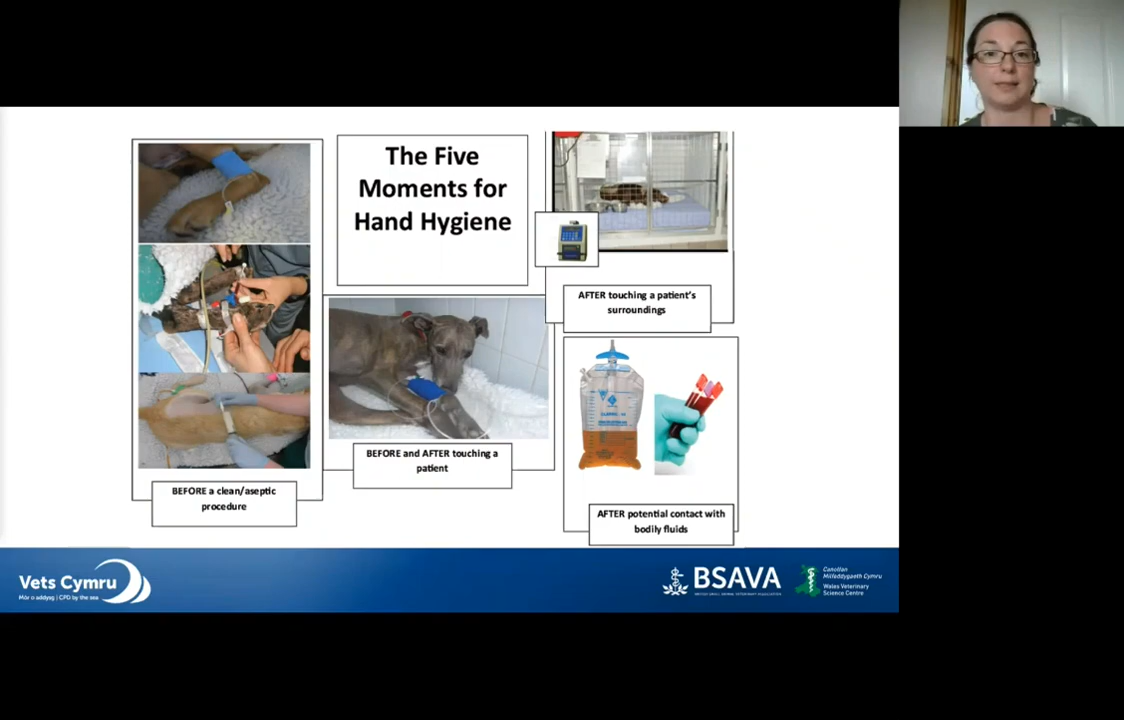 The Five
Moments for
Hand Hygiene
BEFORE a clean/aseptic
procedure
BEFORE and AFTER touching a
patient
AFTER touching a patient's
surroundings
AFTER potential contact with
bodily fluids
Vets Cymru
Môr o addysg | CPD by the sea
BSAVA
BRITISH SMALL ANIMAL VETERINARY ASSOCIATION
Canolfan
Milfeddygaeth Cymru
Wales Veterinary
Science Centre